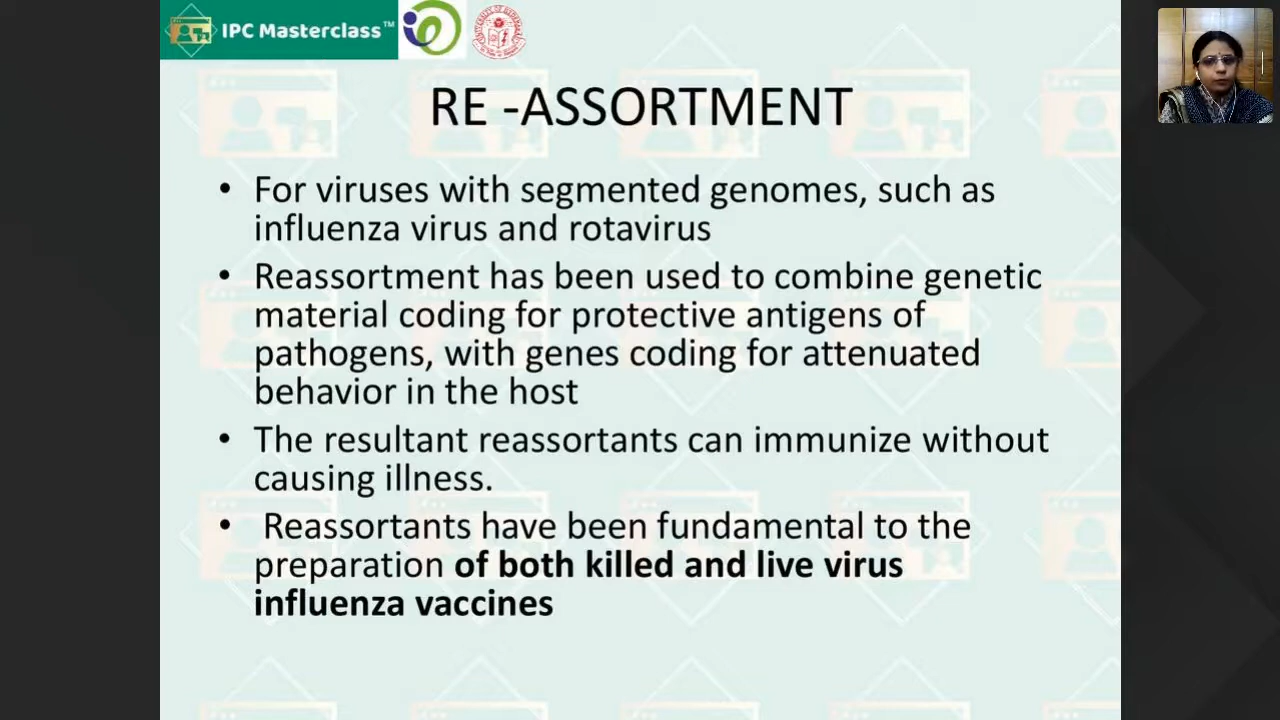 IPC Masterclass™
RE -ASSORTMENT
• For viruses with segmented genomes, such as
influenza virus and rotavirus
• Reassortment has been used to combine genetic
material coding for protective antigens of
pathogens, with genes coding for attenuated
behavior in the host
• The resultant reassortants can immunize without
causing illness.
• Reassortants have been fundamental to the
preparation of both killed and live virus
influenza vaccines